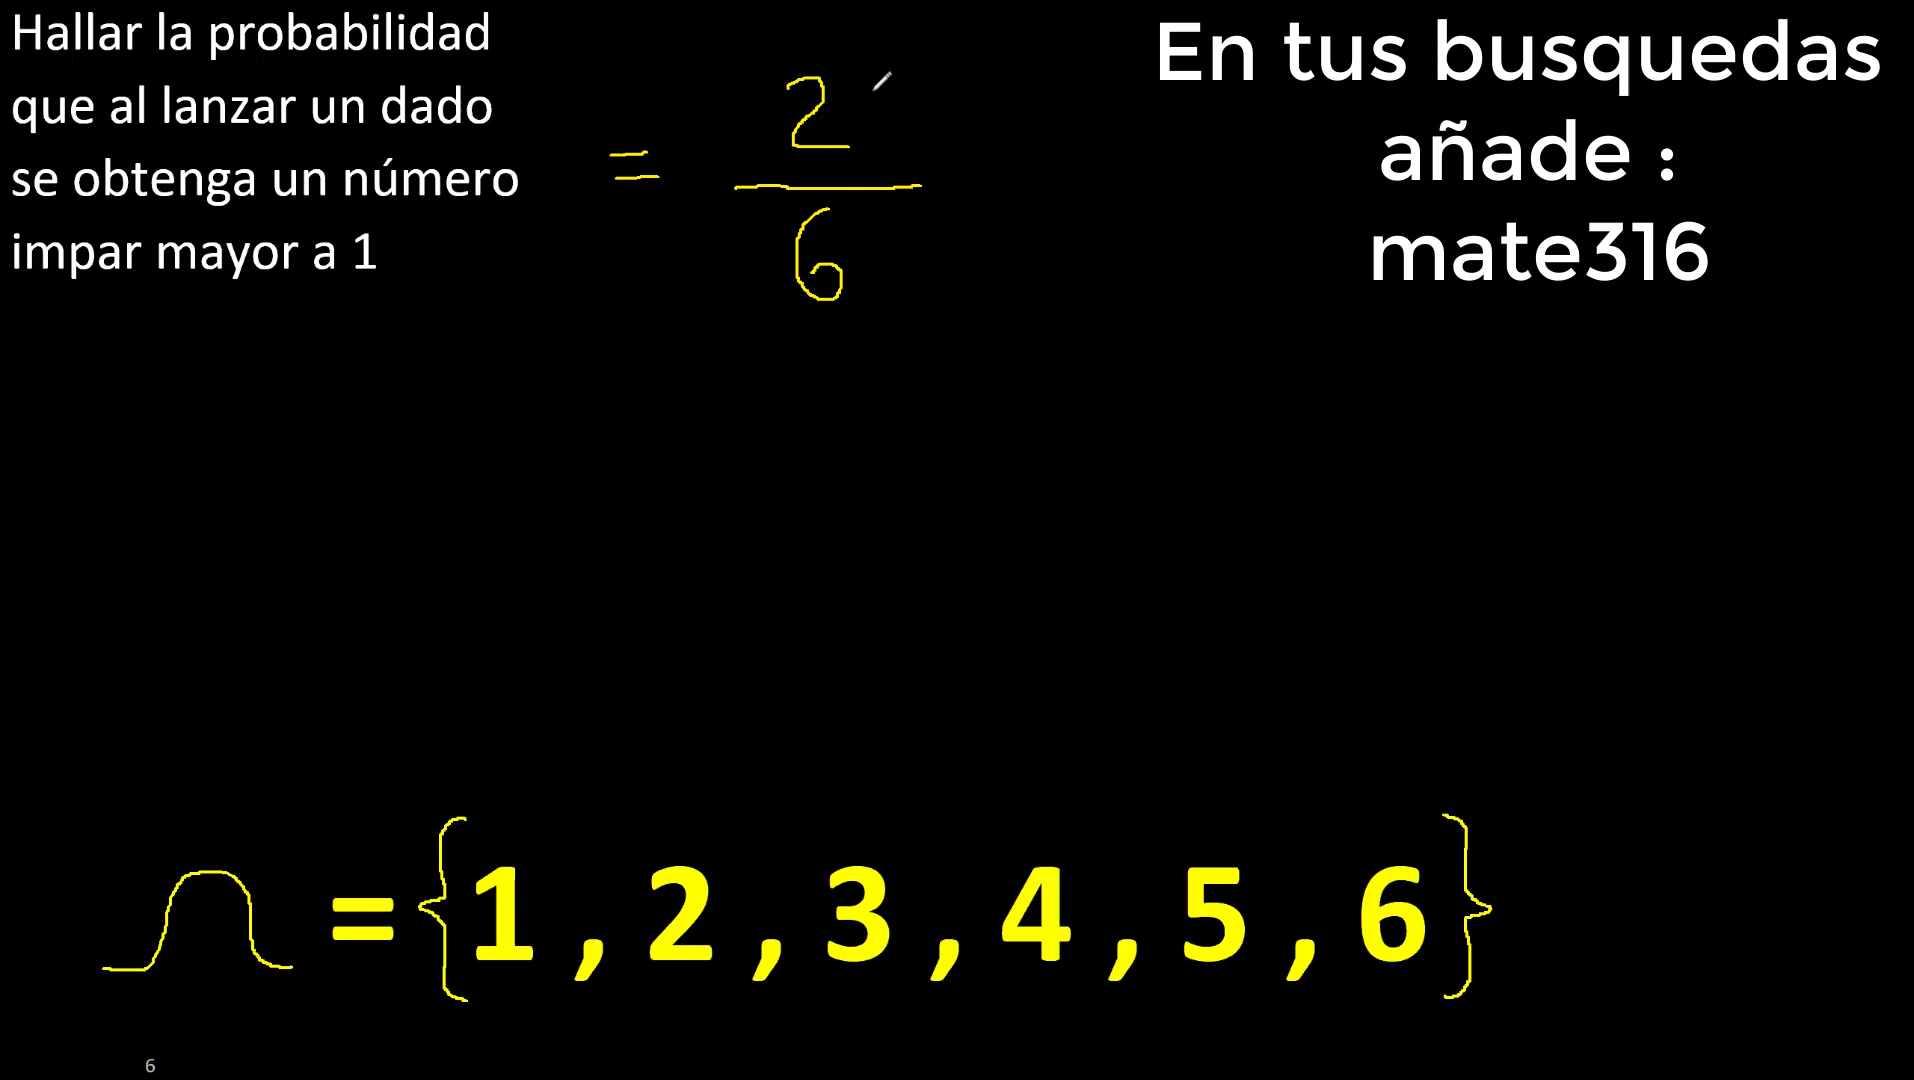 Hallar la probabilidad
que al lanzar un dado
se obtenga un número
impar mayor a 1
= 2/6
En tus busquedas
añade :
mate316
Ω = {1 , 2 , 3 , 4 , 5 , 6}
6